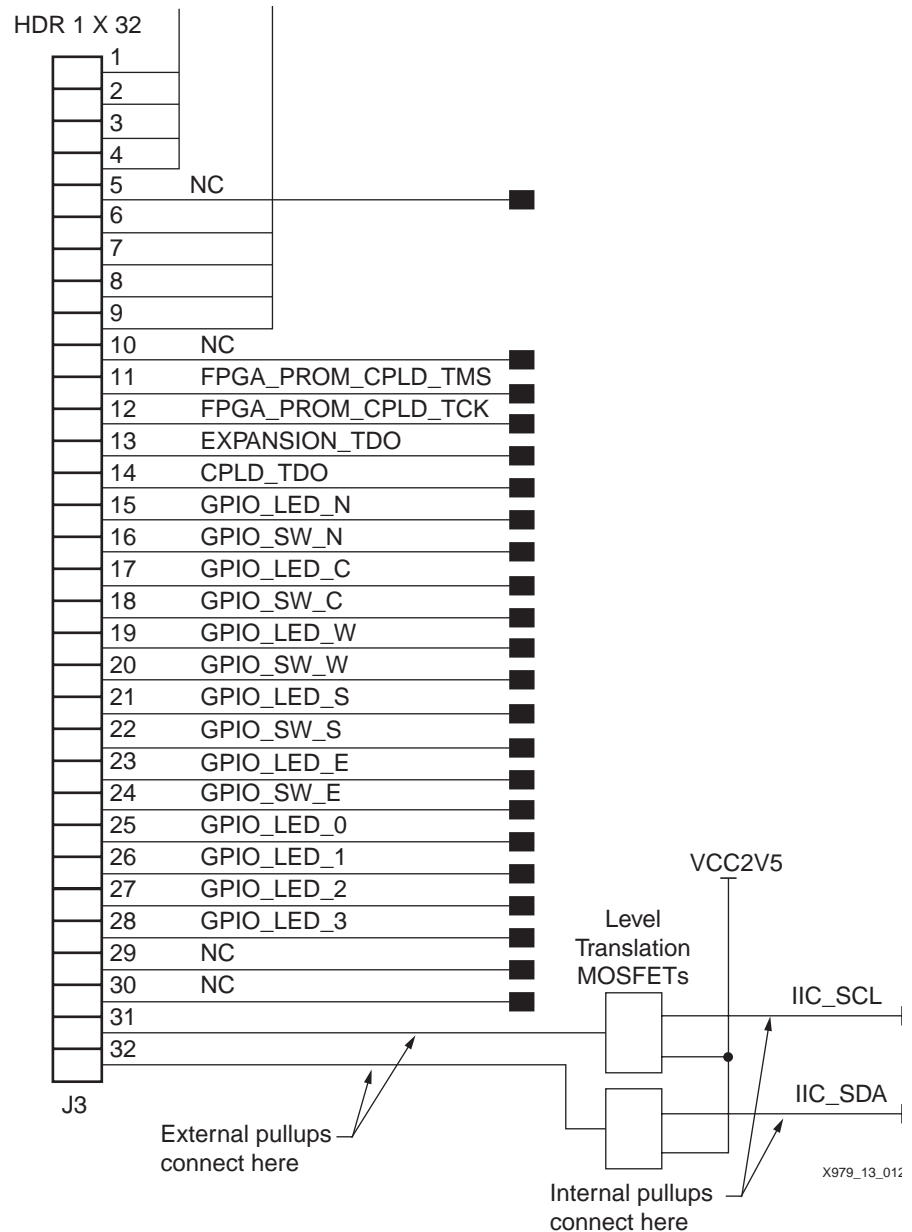 HDR 1 X 32
1
2
3
4
5 NC
6
7
8
9
10 NC
11 FPGA_PROM_CPLD_TMS
12 FPGA_PROM_CPLD_TCK
13 EXPANSION_TDO
14 CPLD_TDO
15 GPIO_LED_N
16 GPIO_SW_N
17 GPIO_LED_C
18 GPIO_SW_C
19 GPIO_LED_W
20 GPIO_SW_W
21 GPIO_LED_S
22 GPIO_SW_S
23 GPIO_LED_E
24 GPIO_SW_E
25 GPIO_LED_0
26 GPIO_LED_1
27 GPIO_LED_2
28 GPIO_LED_3
29 NC
30 NC
31
32
J3
VCC2V5
Level
Translation
MOSFETs
IIC_SCL
IIC_SDA
External pullups
connect here
Internal pullups
connect here
X979_13_012